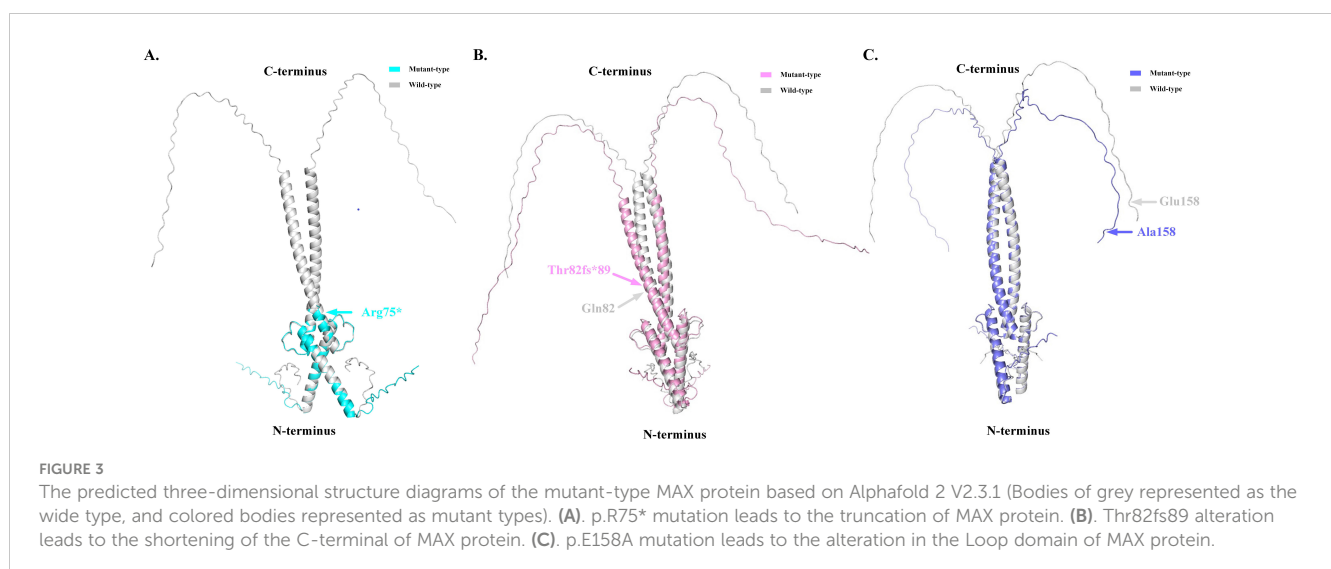 A.
C-terminus
Mutant-type
Wild-type
Arg75*
N-terminus
B.
C-terminus
Mutant-type
Wild-type
Thr82fs*89
Gln82
N-terminus
C.
C-terminus
Mutant-type
Wild-type
Glu158
Ala158
N-terminus
FIGURE 3
The predicted three-dimensional structure diagrams of the mutant-type MAX protein based on Alphafold 2 V2.3.1 (Bodies of grey represented as the
wide type, and colored bodies represented as mutant types). (A). p.R75* mutation leads to the truncation of MAX protein. (B). Thr82fs89 alteration
leads to the shortening of the C-terminal of MAX protein. (C). p.E158A mutation leads to the alteration in the Loop domain of MAX protein.